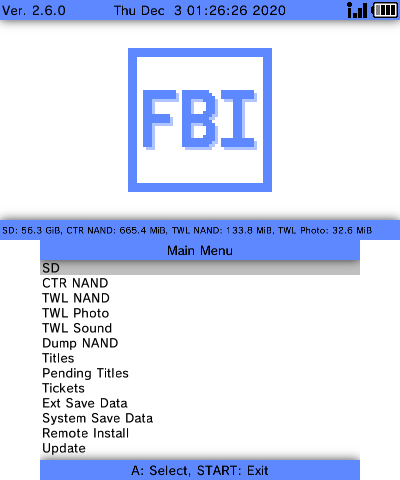 Ver. 2.6.0 Thu Dec 3 01:26:26 2020
FBI
SD: 56.3 GiB, CTR NAND: 665.4 MiB, TWL NAND: 133.8 MiB, TWL Photo: 32.6 MiB
Main Menu
SD
CTR NAND
TWL NAND
TWL Photo
TWL Sound
Dump NAND
Titles
Pending Titles
Tickets
Ext Save Data
System Save Data
Remote Install
Update
A: Select, START: Exit